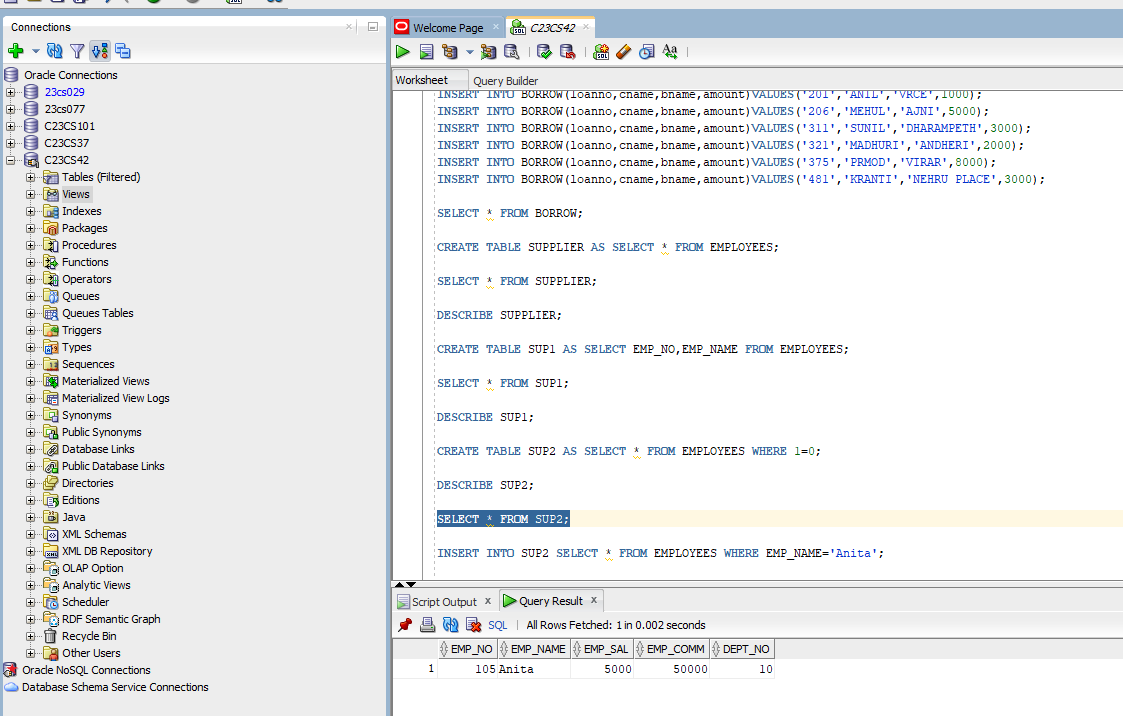 Connections
Oracle Connections
23cs029
23cs077
C23CS101
C23CS37
C23CS42
Tables (Filtered)
Views
Indexes
Packages
Procedures
Functions
Operators
Queues
Queues Tables
Triggers
Types
Sequences
Materialized Views
Materialized View Logs
Synonyms
Public Synonyms
Database Links
Public Database Links
Directories
Editions
Java
XML Schemas
XML DB Repository
OLAP Option
Analytic Views
Scheduler
RDF Semantic Graph
Recycle Bin
Other Users
Oracle NoSQL Connections
Database Schema Service Connections
Welcome Page C23CS42
Worksheet Query Builder
INSERT INTO BORROW(loanno,cname,bname,amount)VALUES('201','ANIL','VRCE',1000);
INSERT INTO BORROW(loanno,cname,bname,amount)VALUES('206','MEHUL','AJNI',5000);
INSERT INTO BORROW(loanno,cname,bname,amount)VALUES('311','SUNIL','DHARAMPETH',3000);
INSERT INTO BORROW(loanno,cname,bname,amount)VALUES('321','MADHURI','ANDHERI',2000);
INSERT INTO BORROW(loanno,cname,bname,amount)VALUES('375','PRMOD','VIRAR',8000);
INSERT INTO BORROW(loanno,cname,bname,amount)VALUES('481','KRANTI','NEHRU PLACE',3000);
SELECT * FROM BORROW;
CREATE TABLE SUPPLIER AS SELECT * FROM EMPLOYEES;
SELECT * FROM SUPPLIER;
DESCRIBE SUPPLIER;
CREATE TABLE SUP1 AS SELECT EMP_NO,EMP_NAME FROM EMPLOYEES;
SELECT * FROM SUP1;
DESCRIBE SUP1;
CREATE TABLE SUP2 AS SELECT * FROM EMPLOYEES WHERE 1=0;
DESCRIBE SUP2;
SELECT * FROM SUP2;
INSERT INTO SUP2 SELECT * FROM EMPLOYEES WHERE EMP_NAME='Anita';
Script Output x Query Result x
SQL | All Rows Fetched: 1 in 0.002 seconds
EMP_NO EMP_NAME EMP_SAL EMP_COMM DEPT_NO
1 105 Anita 5000 50000 10